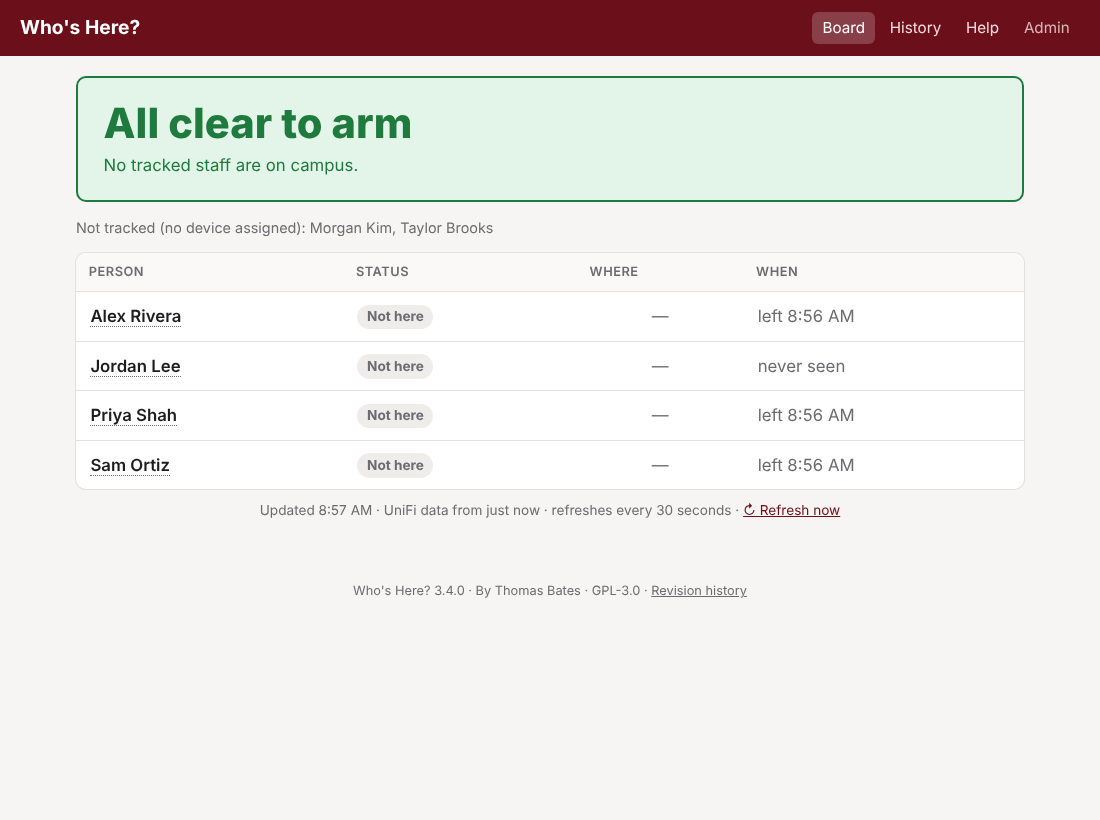 Who's Here?
Board History Help Admin
All clear to arm
No tracked staff are on campus.
Not tracked (no device assigned): Morgan Kim, Taylor Brooks
PERSON STATUS WHERE WHEN
Alex Rivera Not here — left 8:56 AM
Jordan Lee Not here — never seen
Priya Shah Not here — left 8:56 AM
Sam Ortiz Not here — left 8:56 AM
Updated 8:57 AM · UniFi data from just now · refreshes every 30 seconds · ↻ Refresh now
Who's Here? 3.4.0 · By Thomas Bates · GPL-3.0 · Revision history